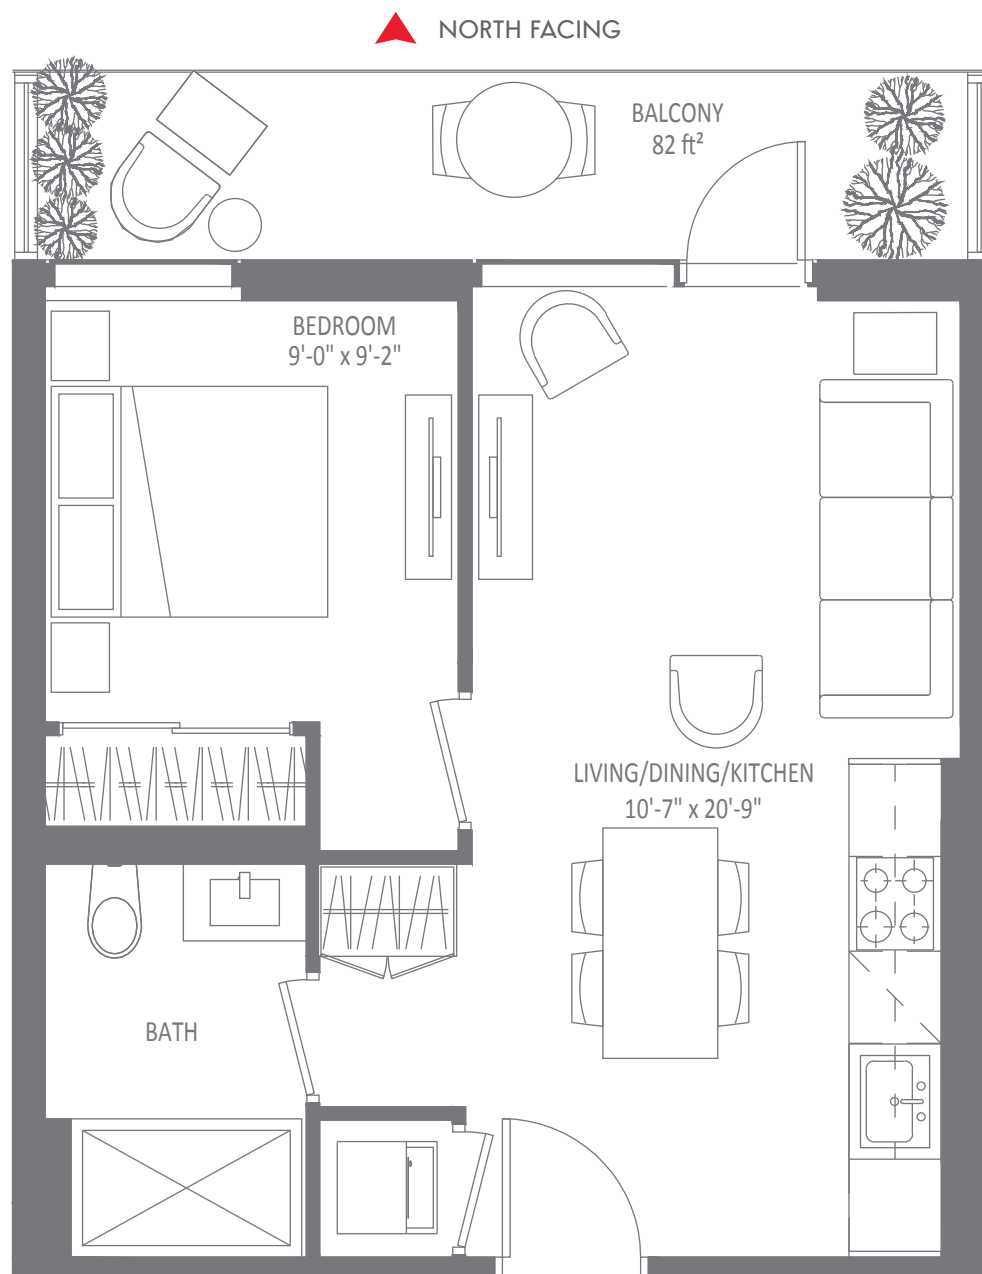 NORTH FACING
BALCONY
82 ft²
BEDROOM
9'-0" x 9'-2"
LIVING/DINING/KITCHEN
10'-7" x 20'-9"
BATH